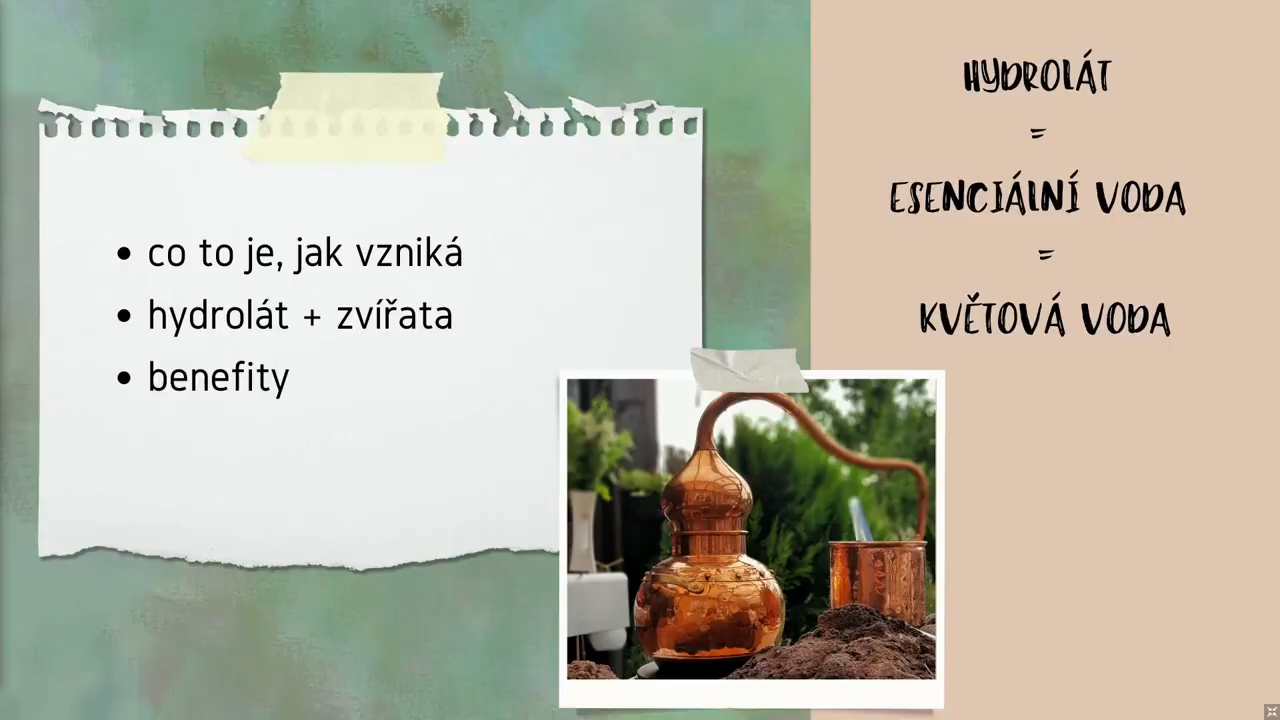 • co to je, jak vzniká
• hydrolát + zvířata
• benefity
HYDROLÁT
=
ESENCIÁLNÍ VODA
=
KVĚTOVÁ VODA